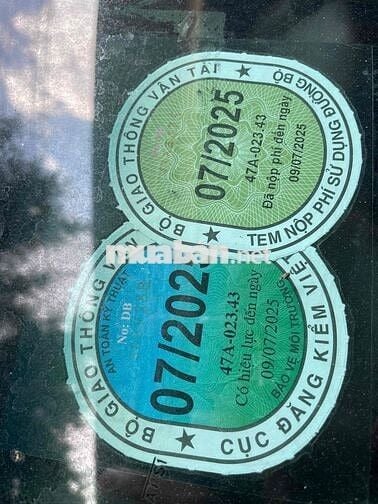 ★ BỘ GIAO THÔNG VẬN TẢI ★
07/2025
47A-023.43
Đã nộp phí đến ngày
09/07/2025
TEM NỘP PHÍ SỬ DỤNG ĐƯỜNG BỘ
muaban.net
★ BỘ GIAO THÔNG VẬN
AN TOÀN KỸ THUẬT
No: DB
07/202
47A-023.43
Có hiệu lực đến ngày
09/07/2025
BẢO VỆ MÔI TRƯỜNG
★ CỤC ĐĂNG KIỂM VIỆ